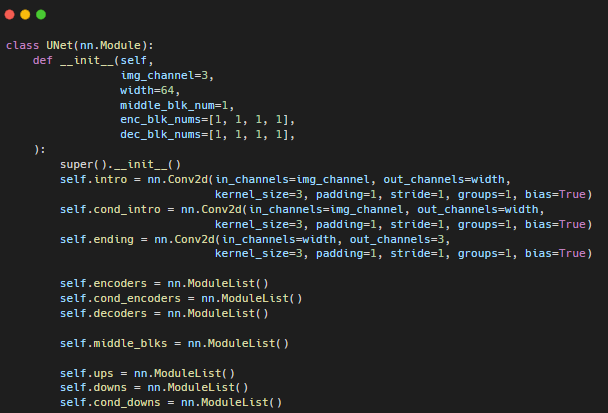 class UNet(nn.Module):
    def __init__(self,
                 img_channel=3,
                 width=64,
                 middle_blk_num=1,
                 enc_blk_nums=[1, 1, 1, 1],
                 dec_blk_nums=[1, 1, 1, 1],
    ):
        super().__init__()
        self.intro = nn.Conv2d(in_channels=img_channel, out_channels=width,
                               kernel_size=3, padding=1, stride=1, groups=1, bias=True)
        self.cond_intro = nn.Conv2d(in_channels=img_channel, out_channels=width,
                               kernel_size=3, padding=1, stride=1, groups=1, bias=True)
        self.ending = nn.Conv2d(in_channels=width, out_channels=3,
                               kernel_size=3, padding=1, stride=1, groups=1, bias=True)

        self.encoders = nn.ModuleList()
        self.cond_encoders = nn.ModuleList()
        self.decoders = nn.ModuleList()

        self.middle_blks = nn.ModuleList()

        self.ups = nn.ModuleList()
        self.downs = nn.ModuleList()
        self.cond_downs = nn.ModuleList()